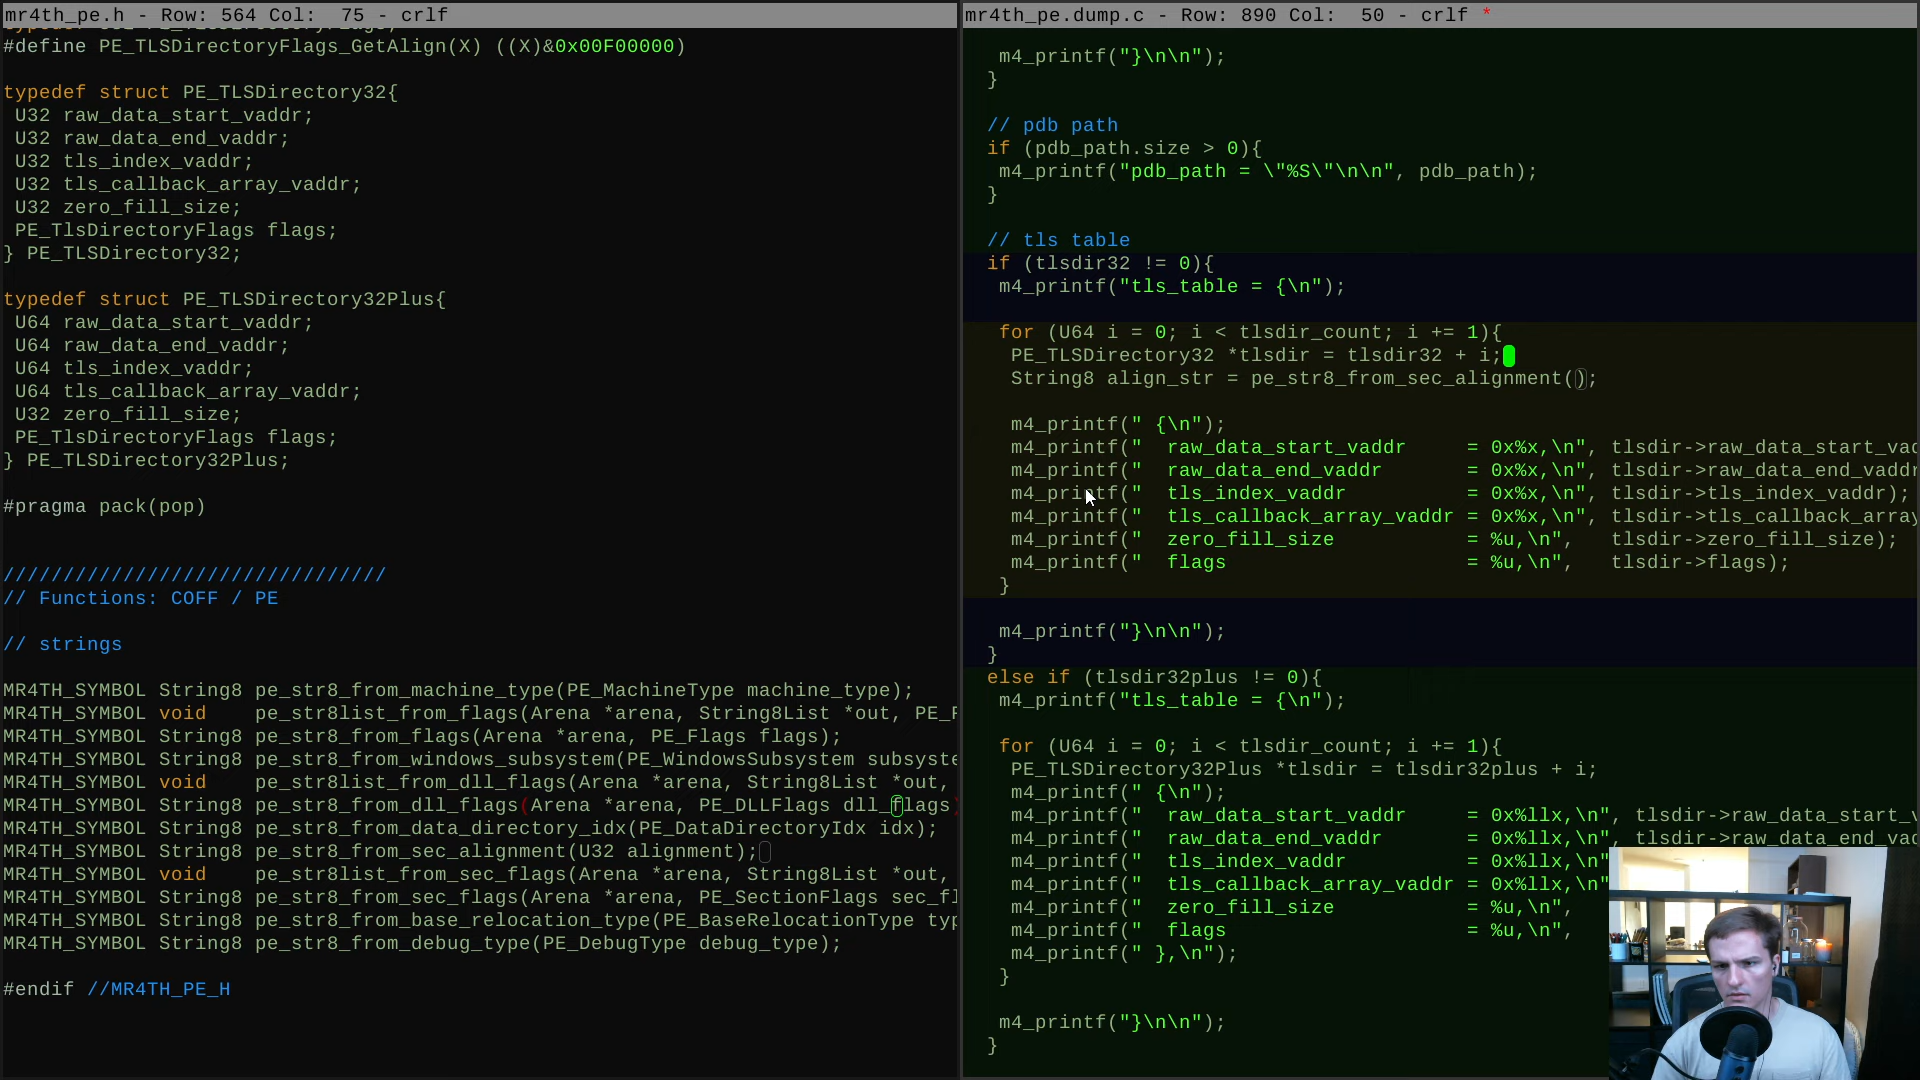 mr4th_pe.h - Row: 564 Col:  75 - crlf
#define PE_TLSDirectoryFlags_GetAlign(X) ((X)&0x00F00000)
typedef struct PE_TLSDirectory32{
 U32 raw_data_start_vaddr;
 U32 raw_data_end_vaddr;
 U32 tls_index_vaddr;
 U32 tls_callback_array_vaddr;
 U32 zero_fill_size;
 PE_TlsDirectoryFlags flags;
} PE_TLSDirectory32;
typedef struct PE_TLSDirectory32Plus{
 U64 raw_data_start_vaddr;
 U64 raw_data_end_vaddr;
 U64 tls_index_vaddr;
 U64 tls_callback_array_vaddr;
 U32 zero_fill_size;
 PE_TlsDirectoryFlags flags;
} PE_TLSDirectory32Plus;
#pragma pack(pop)
////////////////////////////////
// Functions: COFF / PE
// strings
MR4TH_SYMBOL String8 pe_str8_from_machine_type(PE_MachineType machine_type);
MR4TH_SYMBOL void    pe_str8list_from_flags(Arena *arena, String8List *out, PE_F
MR4TH_SYMBOL String8 pe_str8_from_flags(Arena *arena, PE_Flags flags);
MR4TH_SYMBOL String8 pe_str8_from_windows_subsystem(PE_WindowsSubsystem subsyste
MR4TH_SYMBOL void    pe_str8list_from_dll_flags(Arena *arena, String8List *out,
MR4TH_SYMBOL String8 pe_str8_from_dll_flags(Arena *arena, PE_DLLFlags dll_flags)
MR4TH_SYMBOL String8 pe_str8_from_data_directory_idx(PE_DataDirectoryIdx idx);
MR4TH_SYMBOL String8 pe_str8_from_sec_alignment(U32 alignment);
MR4TH_SYMBOL void    pe_str8list_from_sec_flags(Arena *arena, String8List *out,
MR4TH_SYMBOL String8 pe_str8_from_sec_flags(Arena *arena, PE_SectionFlags sec_fl
MR4TH_SYMBOL String8 pe_str8_from_base_relocation_type(PE_BaseRelocationType typ
MR4TH_SYMBOL String8 pe_str8_from_debug_type(PE_DebugType debug_type);
#endif //MR4TH_PE_H
mr4th_pe.dump.c - Row: 890 Col:  50 - crlf *
 m4_printf("}\n\n");
}
// pdb path
if (pdb_path.size > 0){
 m4_printf("pdb_path = \"%S\"\n\n", pdb_path);
}
// tls table
if (tlsdir32 != 0){
 m4_printf("tls_table = {\n");
 for (U64 i = 0; i < tlsdir_count; i += 1){
  PE_TLSDirectory32 *tlsdir = tlsdir32 + i;
  String8 align_str = pe_str8_from_sec_alignment();
  m4_printf(" {\n");
  m4_printf("  raw_data_start_vaddr     = 0x%x,\n", tlsdir->raw_data_start_vad
  m4_printf("  raw_data_end_vaddr       = 0x%x,\n", tlsdir->raw_data_end_vaddr
  m4_printf("  tls_index_vaddr          = 0x%x,\n", tlsdir->tls_index_vaddr);
  m4_printf("  tls_callback_array_vaddr = 0x%x,\n", tlsdir->tls_callback_array
  m4_printf("  zero_fill_size           = %u,\n",   tlsdir->zero_fill_size);
  m4_printf("  flags                    = %u,\n",   tlsdir->flags);
 }
 m4_printf("}\n\n");
}
else if (tlsdir32plus != 0){
 m4_printf("tls_table = {\n");
 for (U64 i = 0; i < tlsdir_count; i += 1){
  PE_TLSDirectory32Plus *tlsdir = tlsdir32plus + i;
  m4_printf(" {\n");
  m4_printf("  raw_data_start_vaddr     = 0x%llx,\n", tlsdir->raw_data_start_v
  m4_printf("  raw_data_end_vaddr       = 0x%llx,\n", tlsdir->raw_data_end_vad
  m4_printf("  tls_index_vaddr          = 0x%llx,\n"
  m4_printf("  tls_callback_array_vaddr = 0x%llx,\n"
  m4_printf("  zero_fill_size           = %u,\n",
  m4_printf("  flags                    = %u,\n",
  m4_printf(" },\n");
 }
 m4_printf("}\n\n");
}